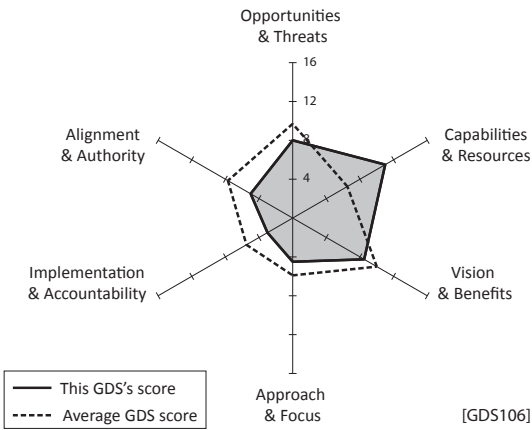 Opportunities
& Threats
16
12
8
4
Alignment
& Authority
Capabilities
& Resources
Implementation
& Accountability
Vision
& Benefits
Approach
& Focus
This GDS's score
Average GDS score
[GDS106]